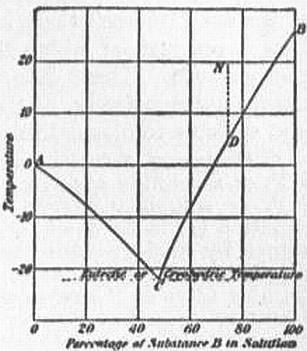 B
20
N
10
D
Temperature
A
0
-10
-20
Eutectic or Cryohydric Temperature
C
0 20 40 60 80 100
Percentage of Substance B in Solution